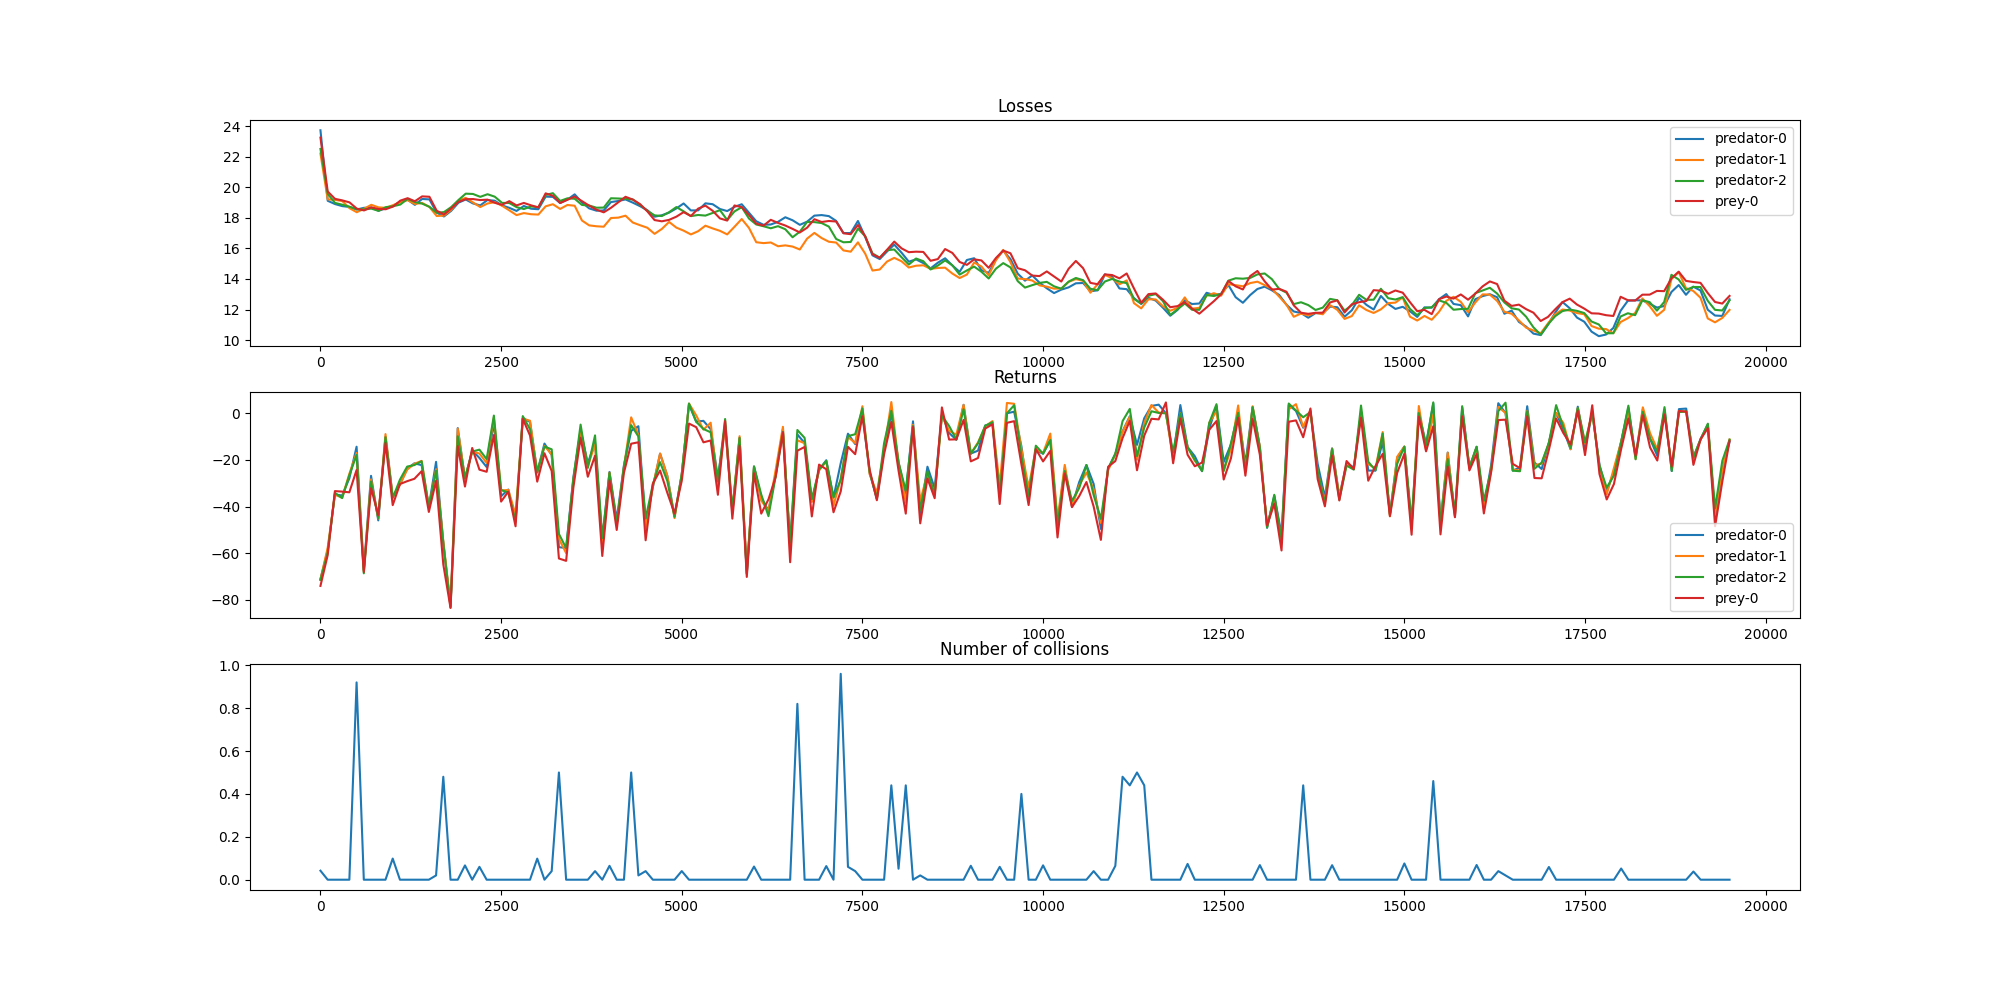 Losses
24
22
20
18
16
14
12
10
predator-0
predator-1
predator-2
prey-0
0 2500 5000 7500 10000 12500 15000 17500 20000
Returns
0
−20
−40
−60
−80
predator-0
predator-1
predator-2
prey-0
0 2500 5000 7500 10000 12500 15000 17500 20000
Number of collisions
1.0
0.8
0.6
0.4
0.2
0.0
0 2500 5000 7500 10000 12500 15000 17500 20000